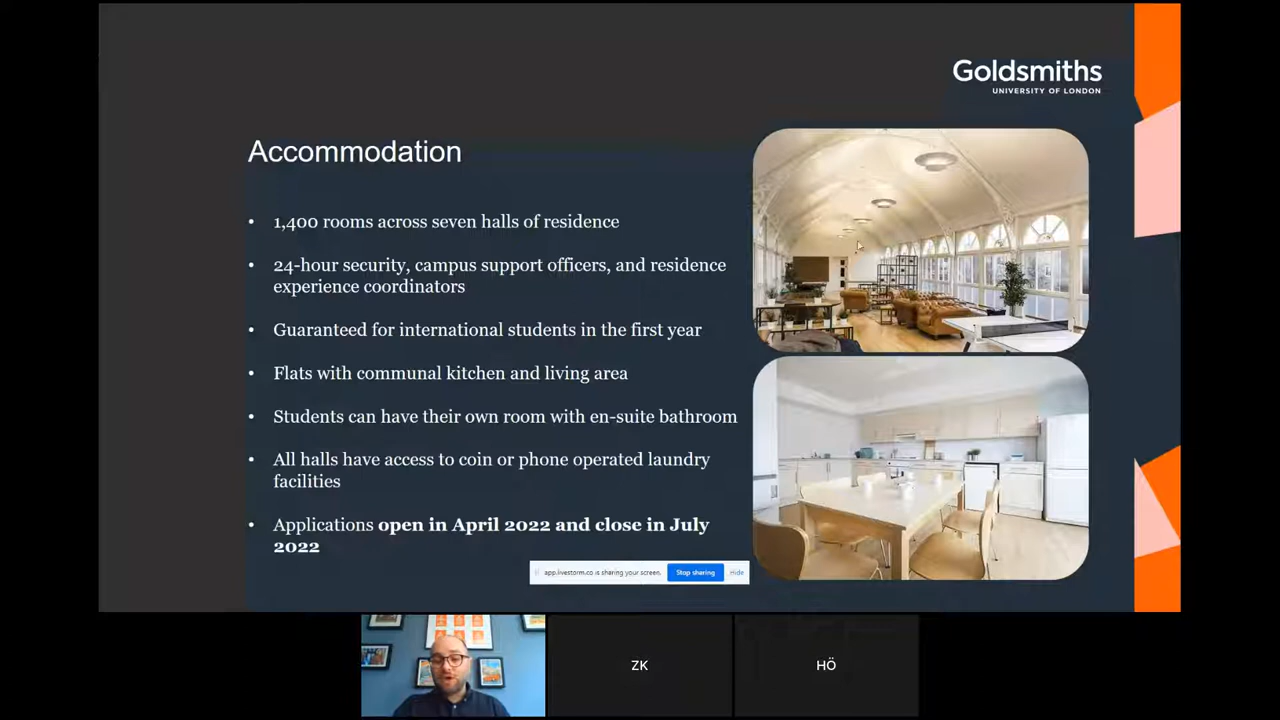 Goldsmiths
UNIVERSITY OF LONDON
Accommodation
• 1,400 rooms across seven halls of residence
• 24-hour security, campus support officers, and residence
experience coordinators
• Guaranteed for international students in the first year
• Flats with communal kitchen and living area
• Students can have their own room with en-suite bathroom
• All halls have access to coin or phone operated laundry
facilities
• Applications open in April 2022 and close in July
2022
app.livestorm.co is sharing your screen. Stop sharing Hide
ZK HÖ